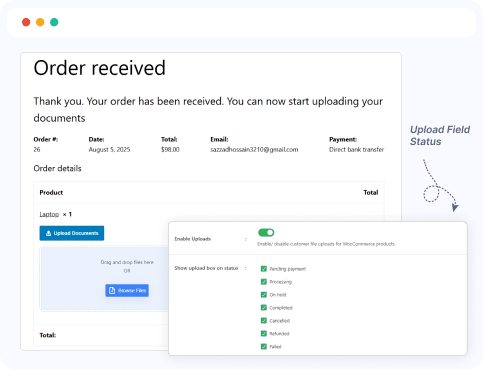 Order received
Thank you. Your order has been received. You can now start uploading your
documents
Order #: Date: Total: Email: Payment:
26 August 5, 2025 $98.00 sazzadhossain3210@gmail.com Direct bank transfer
Order details
Product Total
Laptop × 1
Upload Documents
Drag and drop files here
OR
Browse Files
Total:
Upload Field
Status
Enable Uploads :
Enable/ disable customer file uploads for WooCommerce products.
Show upload box on status :
Pending payment
Processing
On hold
Completed
Cancelled
Refunded
Failed